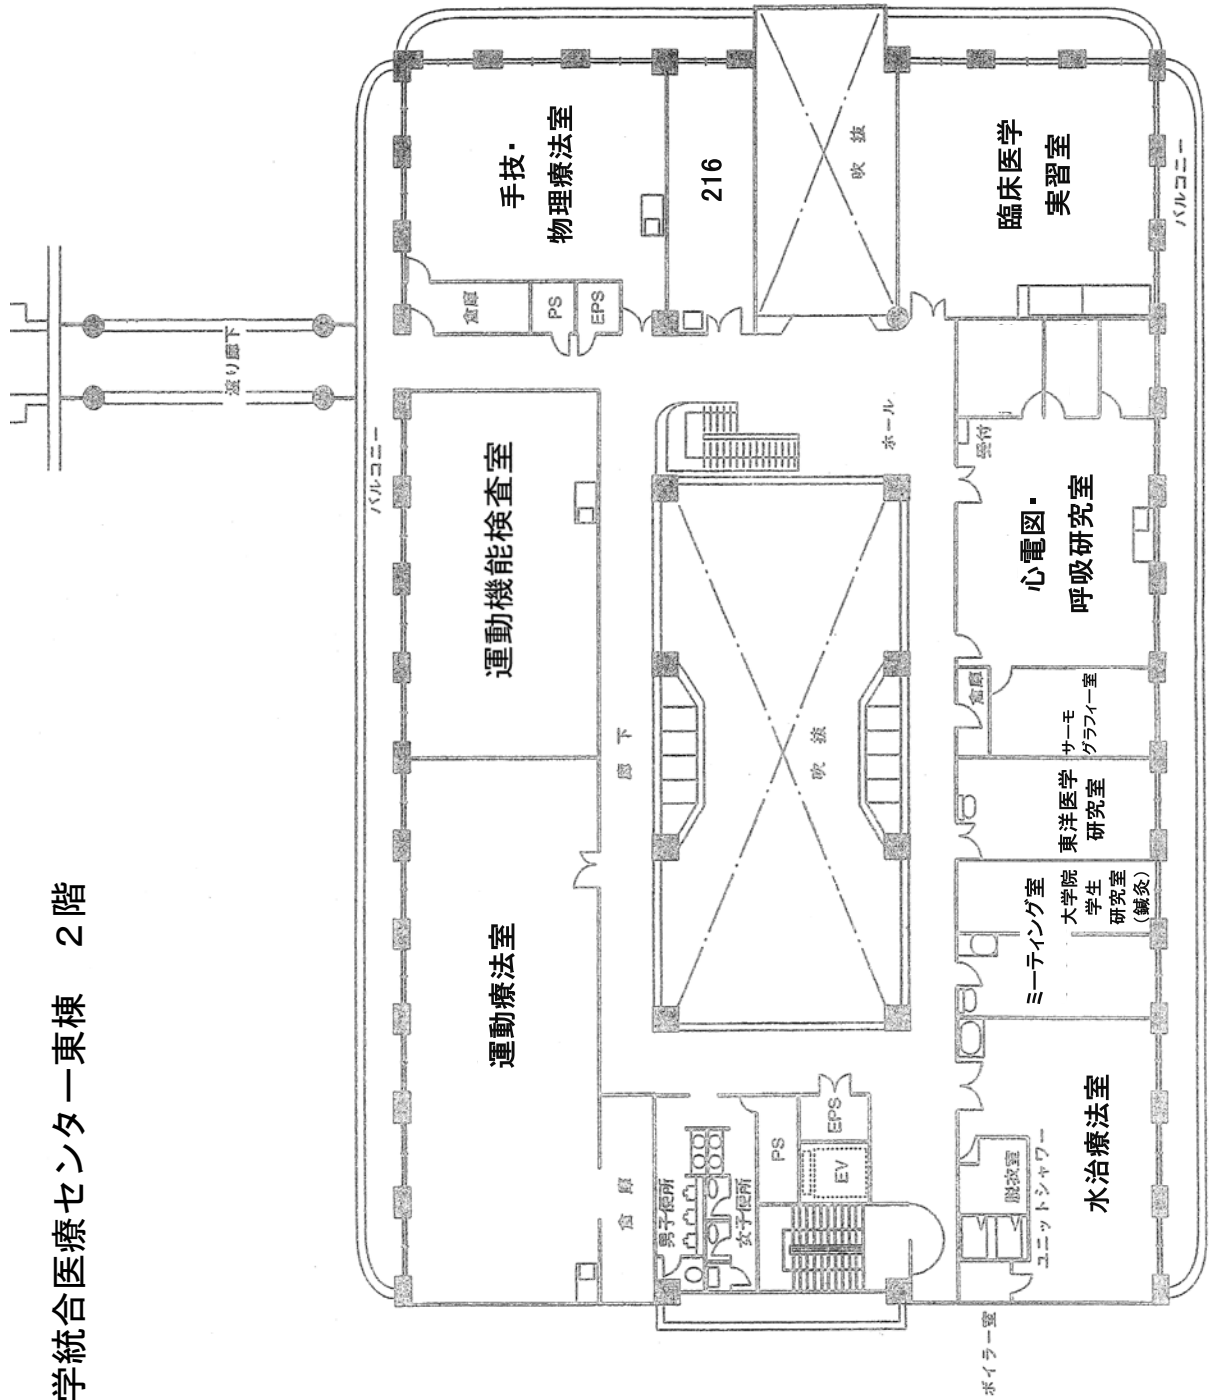 学統合医療センター東棟　２階
渡り廊下
バルコニー
運動療法室
運動機能検査室
手技・
物理療法室
倉庫
PS
EPS
216
吹抜
臨床医学
実習室
バルコニー
廊下
吹抜
ホール
倉庫
男子便所
女子便所
PS
EPS
EV
水治療法室
脱衣室
ユニットシャワー
ボイラー室
ミーティング室
大学院
学生
研究室
（鍼灸）
東洋医学
研究室
サーモ
グラフィー室
倉庫
心電図・
呼吸研究室
受付